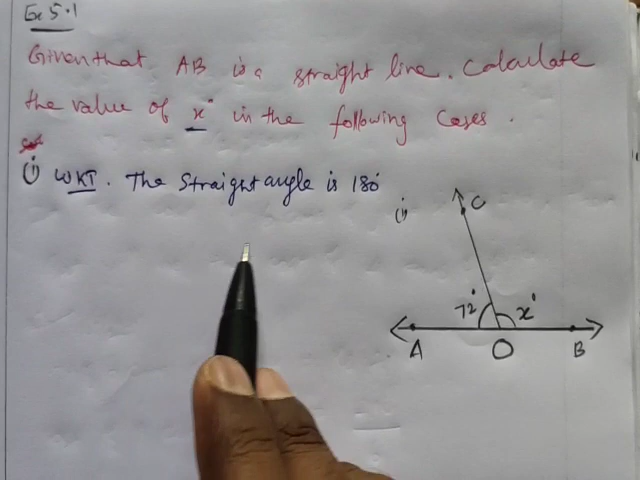 Ex 5.1
Given that AB is a straight line. Calculate
the value of x° in the following Cases.
(i) WKT. The Straight angle is 180°
(i)
C
72° x°
A O B